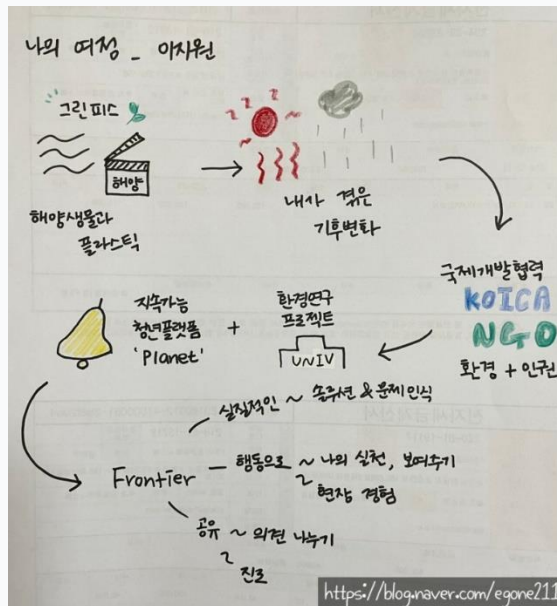 나의 여정 _ 이지원
그린피스
해양
해양생물과
플라스틱
내가 겪은
기후변화
국제개발협력
KOICA
NGO
환경 + 인권
환경연구
프로젝트
UNIV
+
지속가능
청년플랫폼
'Planet'
Frontier
실질적인 ~ 솔루션 & 문제 인식
행동으로 ~ 나의 실천, 보여주기
~ 현장 경험
공유 ~ 의견 나누기
~ 진로
https://blog.naver.com/egone211